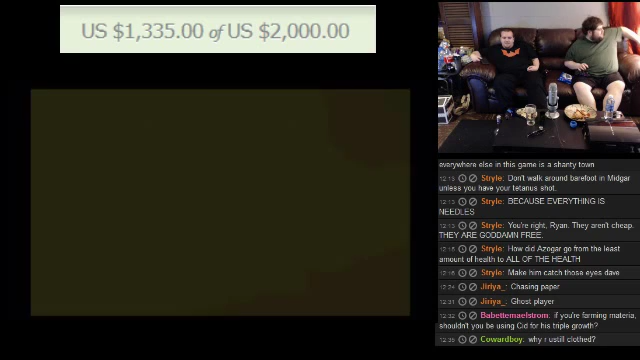 US $1,335.00 of US $2,000.00
everywhere else in this game is a shanty town
12:13 Stryle: Don't walk around barefoot in Midgar
unless you have your tetanus shot.
12:13 Stryle: BECAUSE EVERYTHING IS
NEEDLES
12:13 Stryle: You're right, Ryan. They aren't cheap.
THEY ARE GODDAMN FREE.
12:15 Stryle: How did Azogar go from the least
amount of health to ALL OF THE HEALTH
12:16 Stryle: Make him catch those eyes dave
12:24 Jiriya_: Chasing paper
12:31 Jiriya_: Ghost player
12:32 Babettemaelstrom: if you're farming materia,
shouldn't you be using Cid for his triple growth?
12:35 Cowardboy: why r ustill clothed?